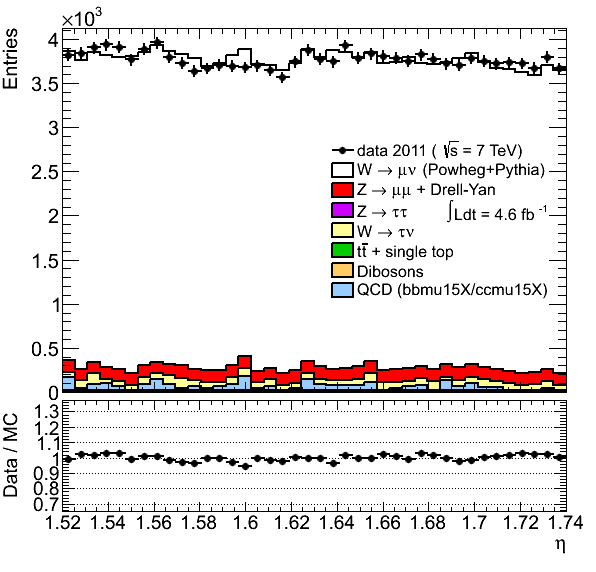 ×10³
Entries
4
3.5
3
2.5
2
1.5
1
0.5
0
data 2011 ( √s = 7 TeV)
W → μν (Powheg+Pythia)
Z → μμ + Drell-Yan
Z → ττ
∫Ldt = 4.6 fb⁻¹
W → τν
tt̄ + single top
Dibosons
QCD (bbmu15X/ccmu15X)
Data / MC
1.3
1.2
1.1
1
0.9
0.8
0.7
1.52 1.54 1.56 1.58 1.6 1.62 1.64 1.66 1.68 1.7 1.72 1.74
η